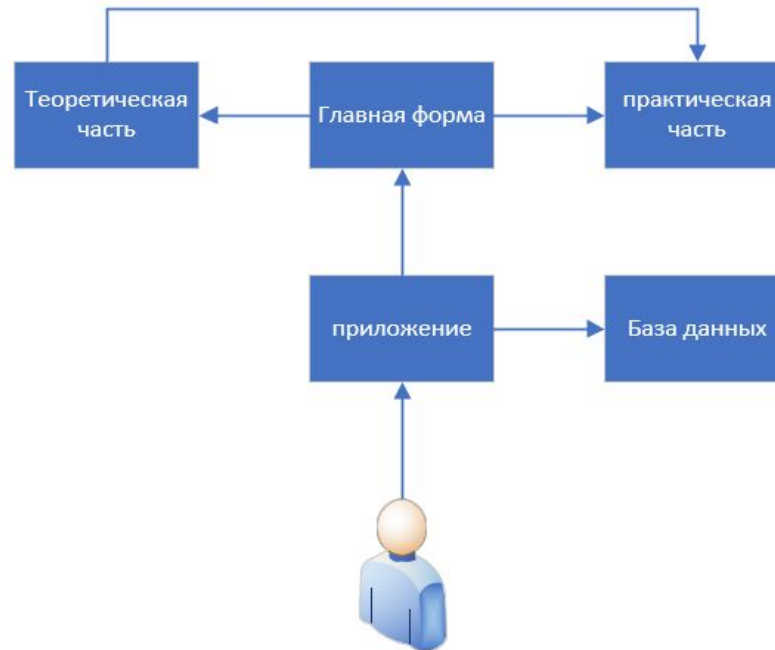 Теоретическая
часть
Главная форма
практическая
часть
приложение
База данных